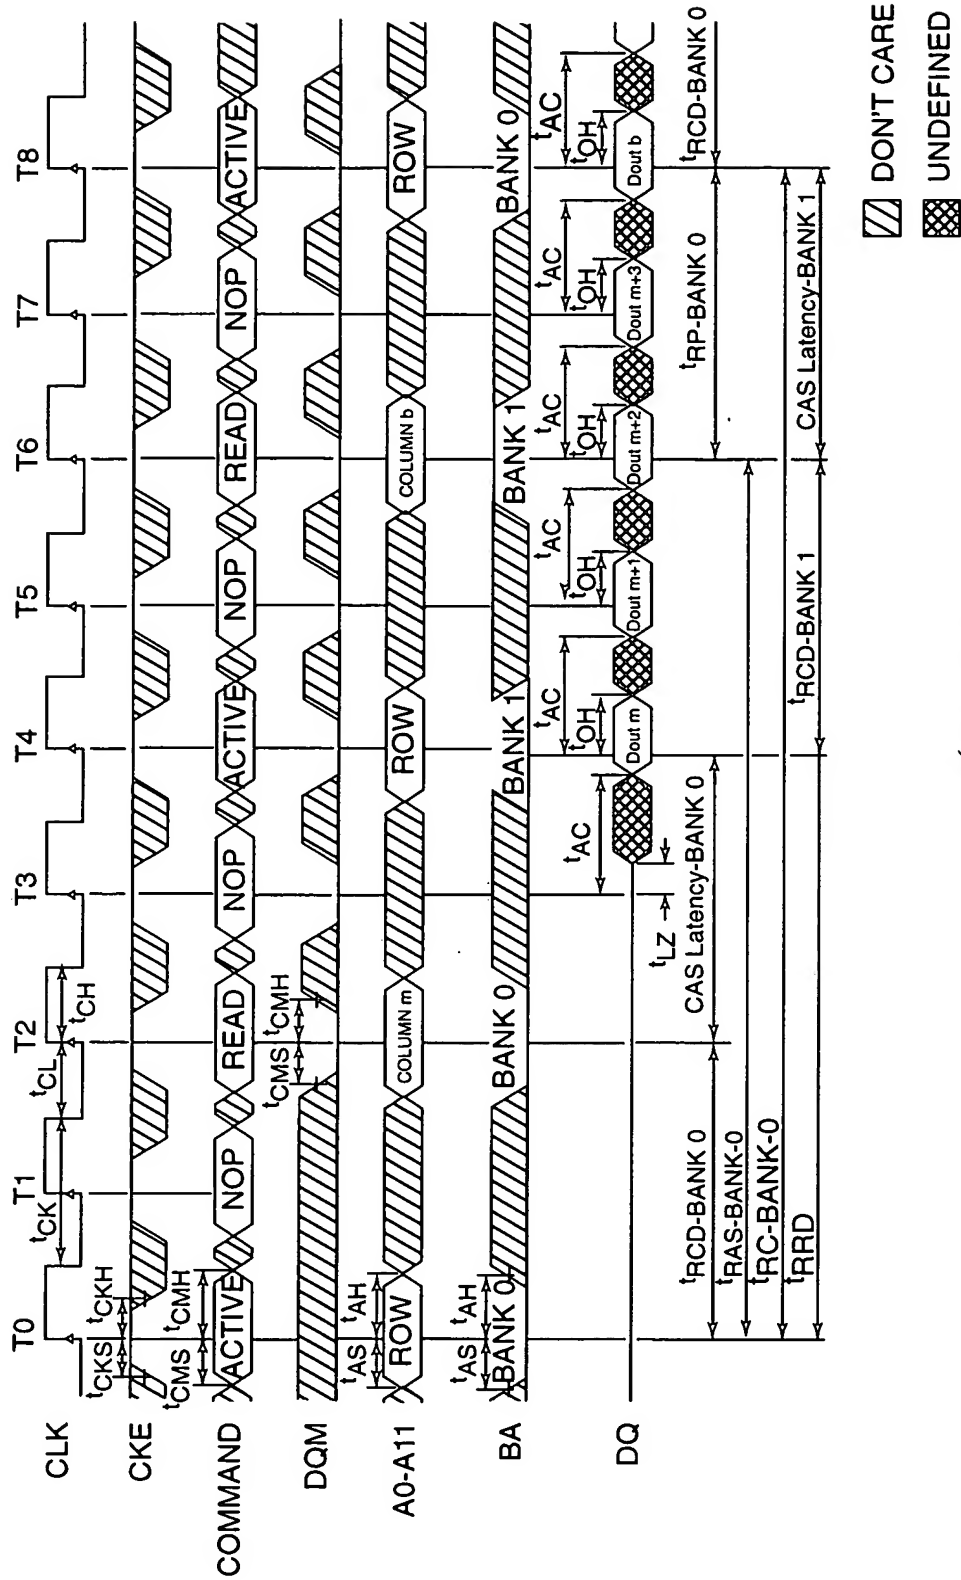 T0 T1 T2 T3 T4 T5 T6 T7 T8
CLK
tCK tCL tCH
tCKS tCKH
CKE
tCMS tCMH
COMMAND ACTIVE NOP READ NOP ACTIVE NOP READ NOP ACTIVE
tCMS tCMH
DQM
tAS tAH
A0-A11 ROW COLUMN m ROW COLUMN b ROW
tAS tAH
BA BANK 0 BANK 0 BANK 1 BANK 1 BANK 0
tAC tAC tAC tAC tAC tAC
tOH tOH tOH tOH tOH
DQ Dout m Dout m+1 Dout m+2 Dout m+3 Dout b
tLZ
tRCD-BANK 0 CAS Latency-BANK 0 tRP-BANK 0 tRCD-BANK 0
tRAS-BANK-0
tRC-BANK-0
tRRD tRCD-BANK 1 CAS Latency-BANK 1
DON'T CARE
UNDEFINED